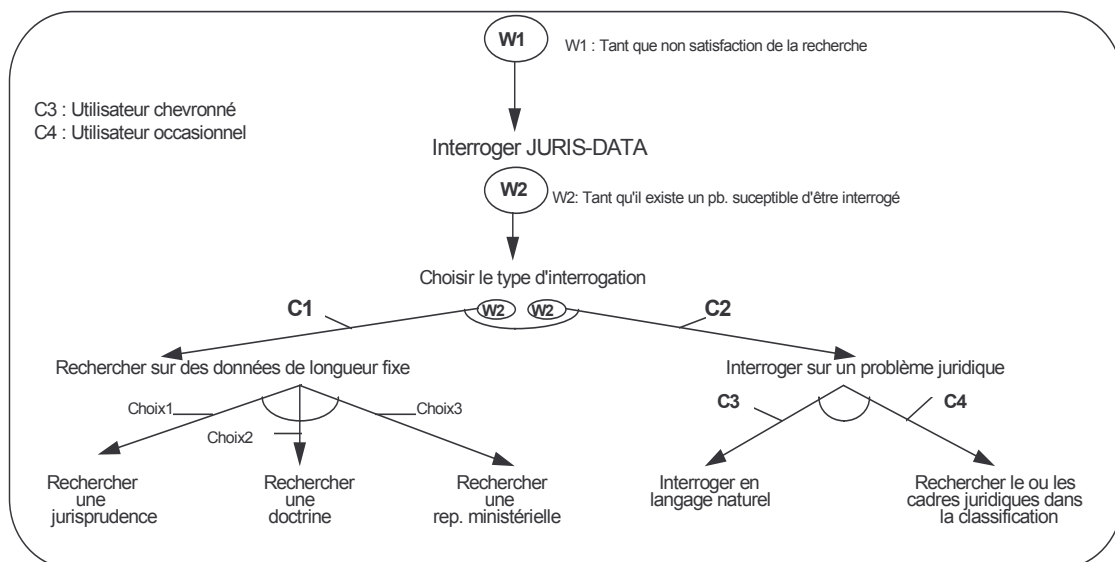 W1
W1 : Tant que non satisfaction de la recherche
C3 : Utilisateur chevronné
C4 : Utilisateur occasionnel
Interroger JURIS-DATA
W2
W2: Tant qu'il existe un pb. suceptible d'être interrogé
Choisir le type d'interrogation
C1
W2
W2
C2
Rechercher sur des données de longueur fixe
Interroger sur un problème juridique
Choix1
Choix2
Choix3
C3
C4
Rechercher
une
jurisprudence
Rechercher
une
doctrine
Rechercher
une
rep. ministérielle
Interroger en
langage naturel
Rechercher le ou les
cadres juridiques dans
la classification